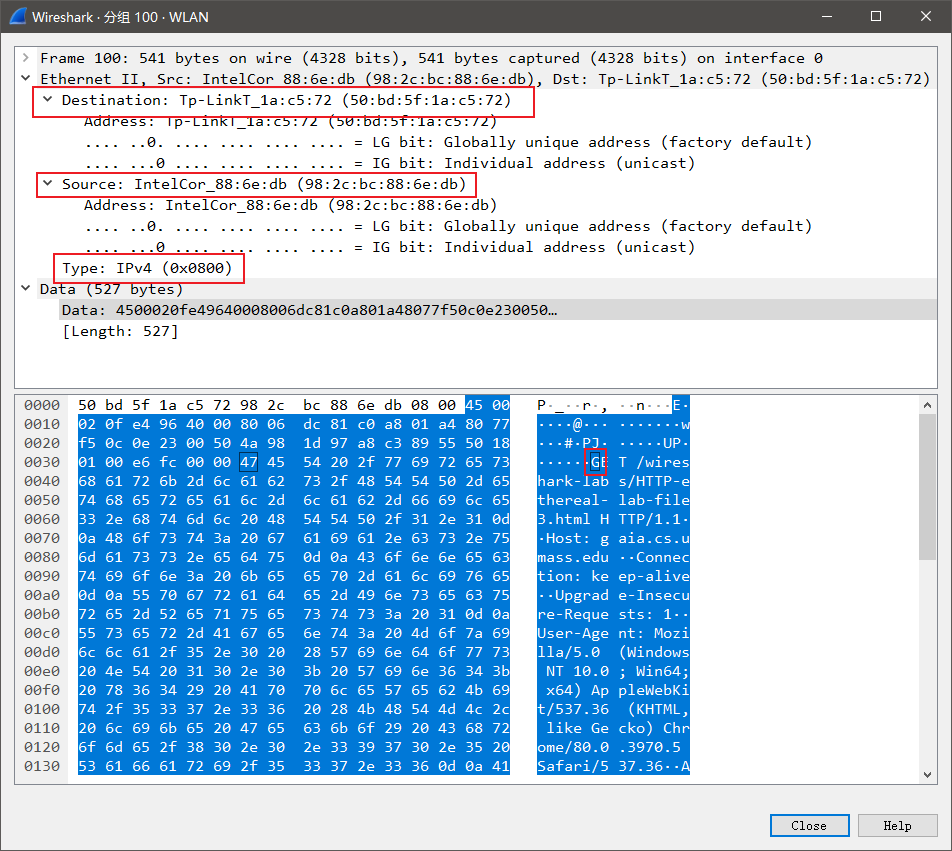 Wireshark · 分组 100 · WLAN
Frame 100: 541 bytes on wire (4328 bits), 541 bytes captured (4328 bits) on interface 0
Ethernet II, Src: IntelCor_88:6e:db (98:2c:bc:88:6e:db), Dst: Tp-LinkT_1a:c5:72 (50:bd:5f:1a:c5:72)
Destination: Tp-LinkT_1a:c5:72 (50:bd:5f:1a:c5:72)
Address: Tp-LinkT_1a:c5:72 (50:bd:5f:1a:c5:72)
.... ..0. .... .... .... .... = LG bit: Globally unique address (factory default)
.... ...0 .... .... .... .... = IG bit: Individual address (unicast)
Source: IntelCor_88:6e:db (98:2c:bc:88:6e:db)
Address: IntelCor_88:6e:db (98:2c:bc:88:6e:db)
.... ..0. .... .... .... .... = LG bit: Globally unique address (factory default)
.... ...0 .... .... .... .... = IG bit: Individual address (unicast)
Type: IPv4 (0x0800)
Data (527 bytes)
Data: 4500020fe49640008006dc81c0a801a48077f50c0e230050…
[Length: 527]
0000 50 bd 5f 1a c5 72 98 2c bc 88 6e db 08 00 45 00 P·_··r·, ··n···E·
0010 02 0f e4 96 40 00 80 06 dc 81 c0 a8 01 a4 80 77 ····@··· ·······w
0020 f5 0c 0e 23 00 50 4a 98 1d 97 a8 c3 89 55 50 18 ···#·PJ· ·····UP·
0030 01 00 e6 fc 00 00 47 45 54 20 2f 77 69 72 65 73 ······GE T /wires
0040 68 61 72 6b 2d 6c 61 62 73 2f 48 54 54 50 2d 65 hark-lab s/HTTP-e
0050 74 68 65 72 65 61 6c 2d 6c 61 62 2d 66 69 6c 65 thereal- lab-file
0060 33 2e 68 74 6d 6c 20 48 54 54 50 2f 31 2e 31 0d 3.html H TTP/1.1·
0070 0a 48 6f 73 74 3a 20 67 61 69 61 2e 63 73 2e 75 ·Host: g aia.cs.u
0080 6d 61 73 73 2e 65 64 75 0d 0a 43 6f 6e 6e 65 63 mass.edu ··Connec
0090 74 69 6f 6e 3a 20 6b 65 65 70 2d 61 6c 69 76 65 tion: ke ep-alive
00a0 0d 0a 55 70 67 72 61 64 65 2d 49 6e 73 65 63 75 ··Upgrad e-Insecu
00b0 72 65 2d 52 65 71 75 65 73 74 73 3a 20 31 0d 0a re-Reque sts: 1··
00c0 55 73 65 72 2d 41 67 65 6e 74 3a 20 4d 6f 7a 69 User-Age nt: Mozi
00d0 6c 6c 61 2f 35 2e 30 20 28 57 69 6e 64 6f 77 73 lla/5.0 (Windows
00e0 20 4e 54 20 31 30 2e 30 3b 20 57 69 6e 36 34 3b NT 10.0 ; Win64;
00f0 20 78 36 34 29 20 41 70 70 6c 65 57 65 62 4b 69 x64) Ap pleWebKi
0100 74 2f 35 33 37 2e 33 36 20 28 4b 48 54 4d 4c 2c t/537.36 (KHTML,
0110 20 6c 69 6b 65 20 47 65 63 6b 6f 29 20 43 68 72 like Ge cko) Chr
0120 6f 6d 65 2f 38 30 2e 30 2e 33 39 37 30 2e 35 20 ome/80.0 .3970.5
0130 53 61 66 61 72 69 2f 35 33 37 2e 33 36 0d 0a 41 Safari/5 37.36··A
Close Help